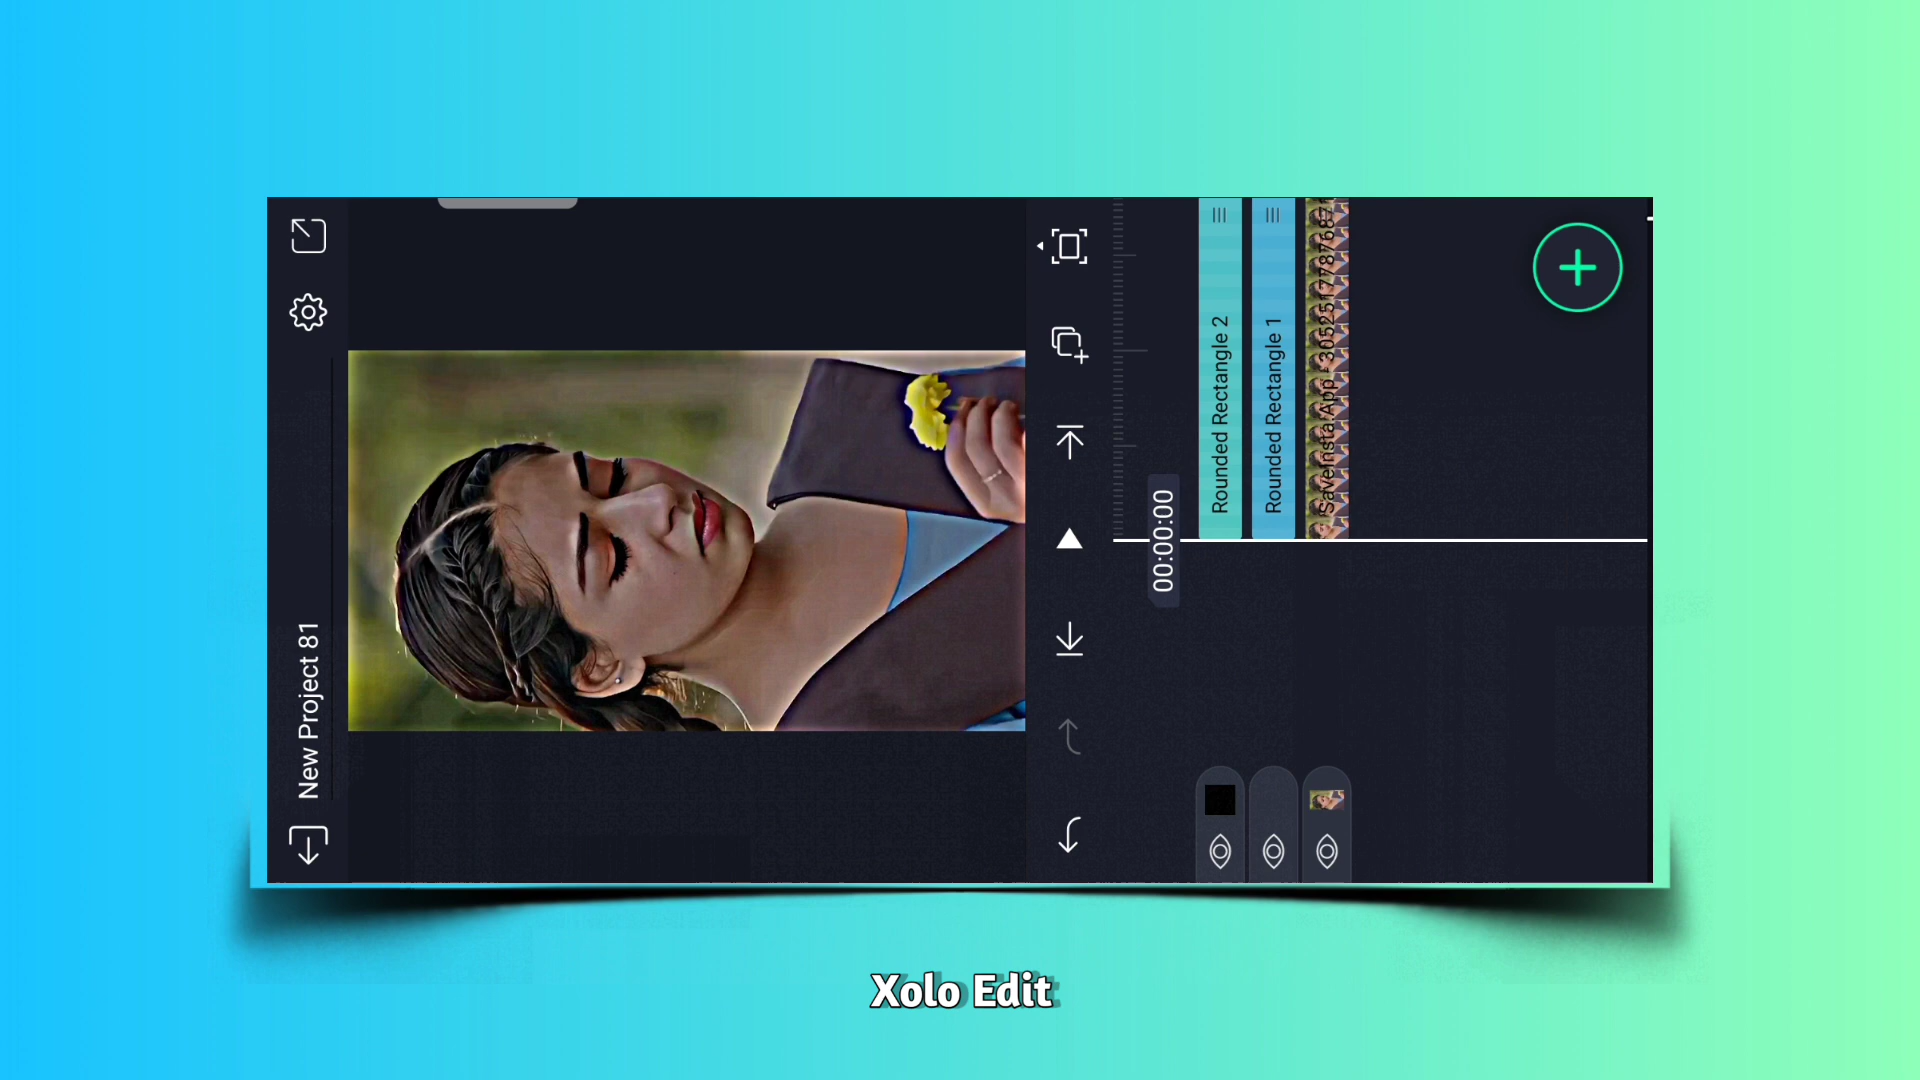 New Project 81
00:00:00
Rounded Rectangle 2
Rounded Rectangle 1
Xolo Edit